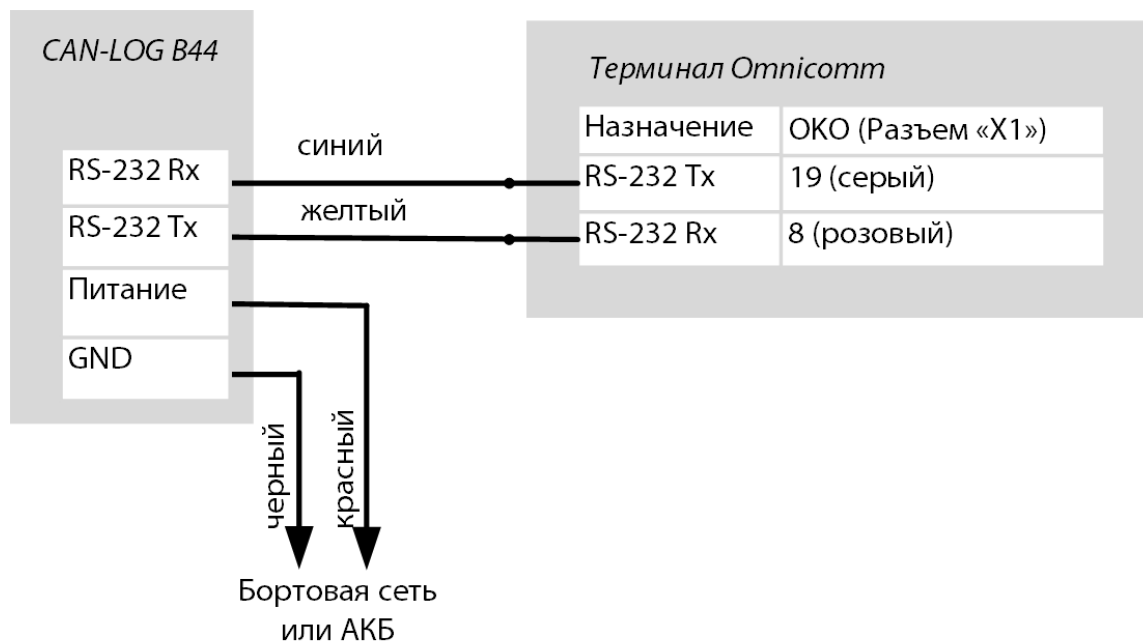 CAN-LOG B44
RS-232 Rx
RS-232 Tx
Питание
GND
синий
желтый
Терминал Omnicomm
Назначение ОКО (Разъем «X1»)
RS-232 Tx 19 (серый)
RS-232 Rx 8 (розовый)
черный
красный
Бортовая сеть
или АКБ